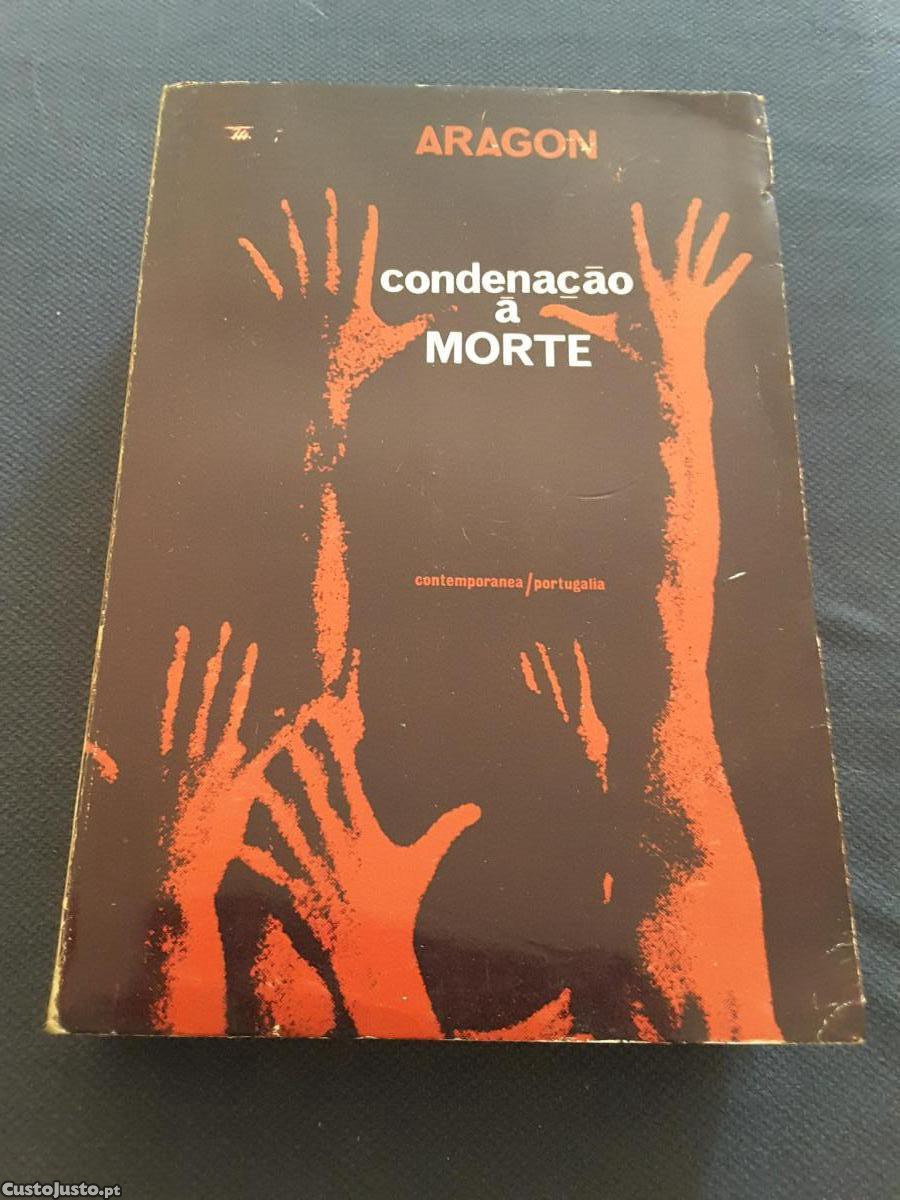 ARAGON
condenação
à
MORTE
contemporanea/portugalia
CustoJusto.pt